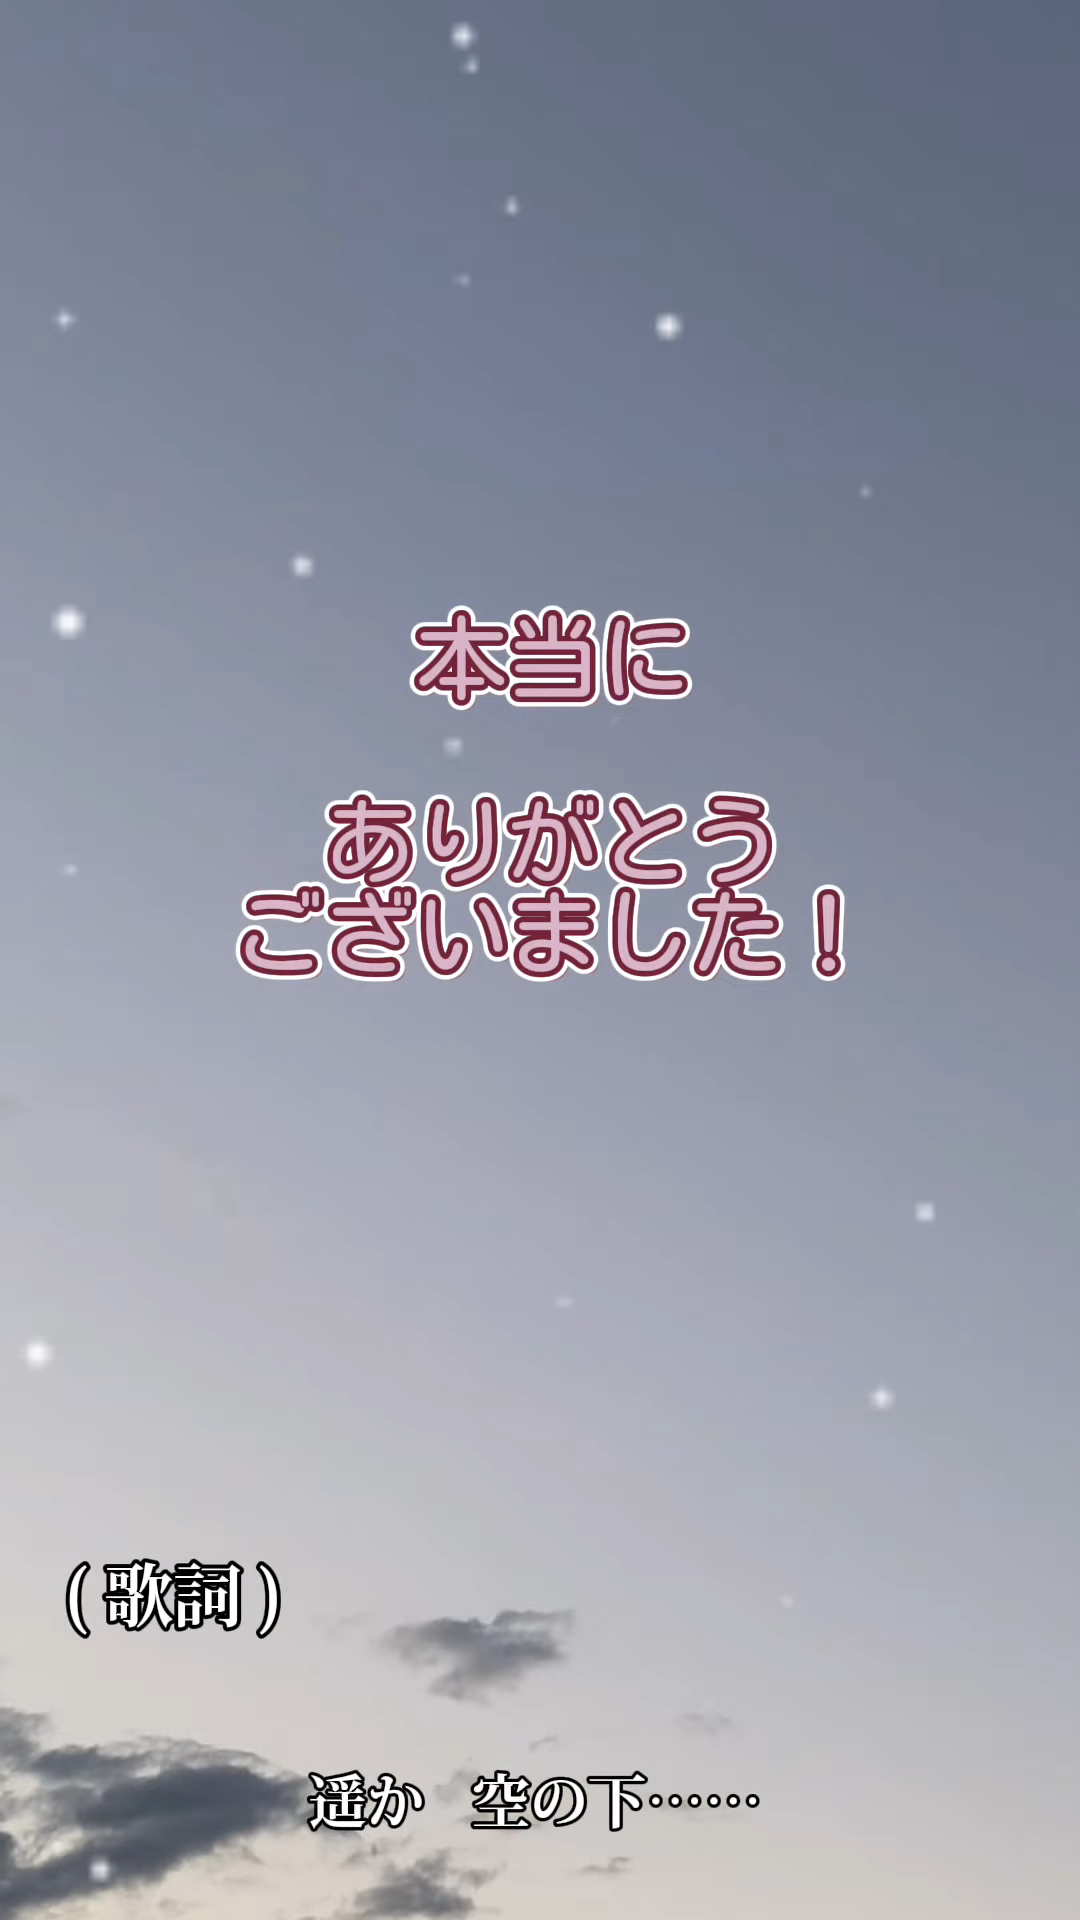 本当に
ありがとう
ございました！
(歌詞)
遥か　空の下……